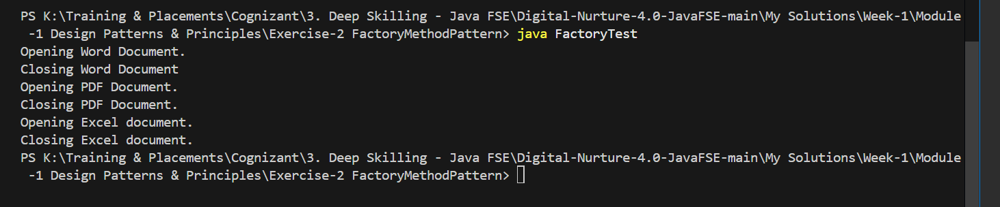 PS K:\Training & Placements\Cognizant\3. Deep Skilling - Java FSE\Digital-Nurture-4.0-JavaFSE-main\My Solutions\Week-1\Module
-1 Design Patterns & Principles\Exercise-2 FactoryMethodPattern> java FactoryTest
Opening Word Document.
Closing Word Document
Opening PDF Document.
Closing PDF Document.
Opening Excel document.
Closing Excel document.
PS K:\Training & Placements\Cognizant\3. Deep Skilling - Java FSE\Digital-Nurture-4.0-JavaFSE-main\My Solutions\Week-1\Module
-1 Design Patterns & Principles\Exercise-2 FactoryMethodPattern>